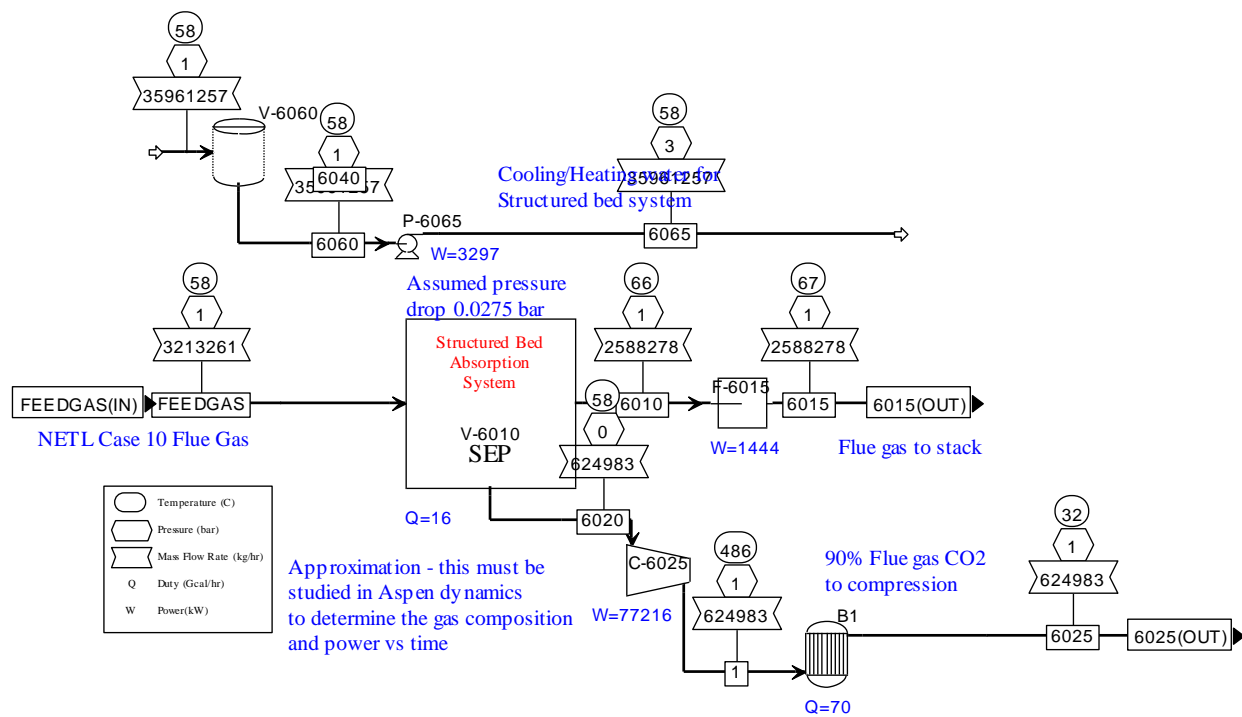 58
1
35961257
V-6060
58
1
6040
35961257
58
3
35961257
Cooling/Heating water for
Structured bed system
6060
P-6065
W=3297
6065
Assumed pressure
drop 0.0275 bar
58
1
3213261
66
1
2588278
67
1
2588278
Structured Bed
Absorption
System
V-6010
SEP
FEEDGAS(IN)
FEEDGAS
6010
F-6015
6015
6015(OUT)
NETL Case 10 Flue Gas
58
0
624983
W=1444
Flue gas to stack
Temperature (C)
Pressure (bar)
Mass Flow Rate (kg/hr)
Q Duty (Gcal/hr)
W Power(kW)
Q=16
6020
C-6025
W=77216
Approximation - this must be
studied in Aspen dynamics
to determine the gas composition
and power vs time
486
1
624983
1
90% Flue gas CO2
to compression
B1
Q=70
32
1
624983
6025
6025(OUT)